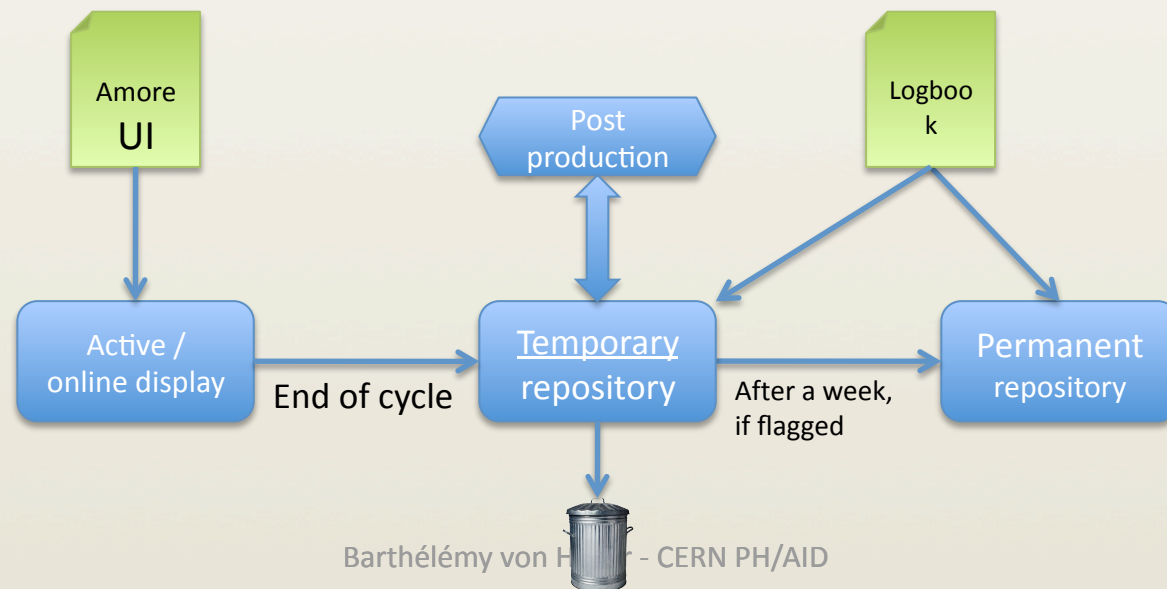 Amore
UI
Post
production
Logboo
k
Active /
online display
End of cycle
Temporary
repository
After a week,
if flagged
Permanent
repository
Barthélémy von - CERN PH/AID